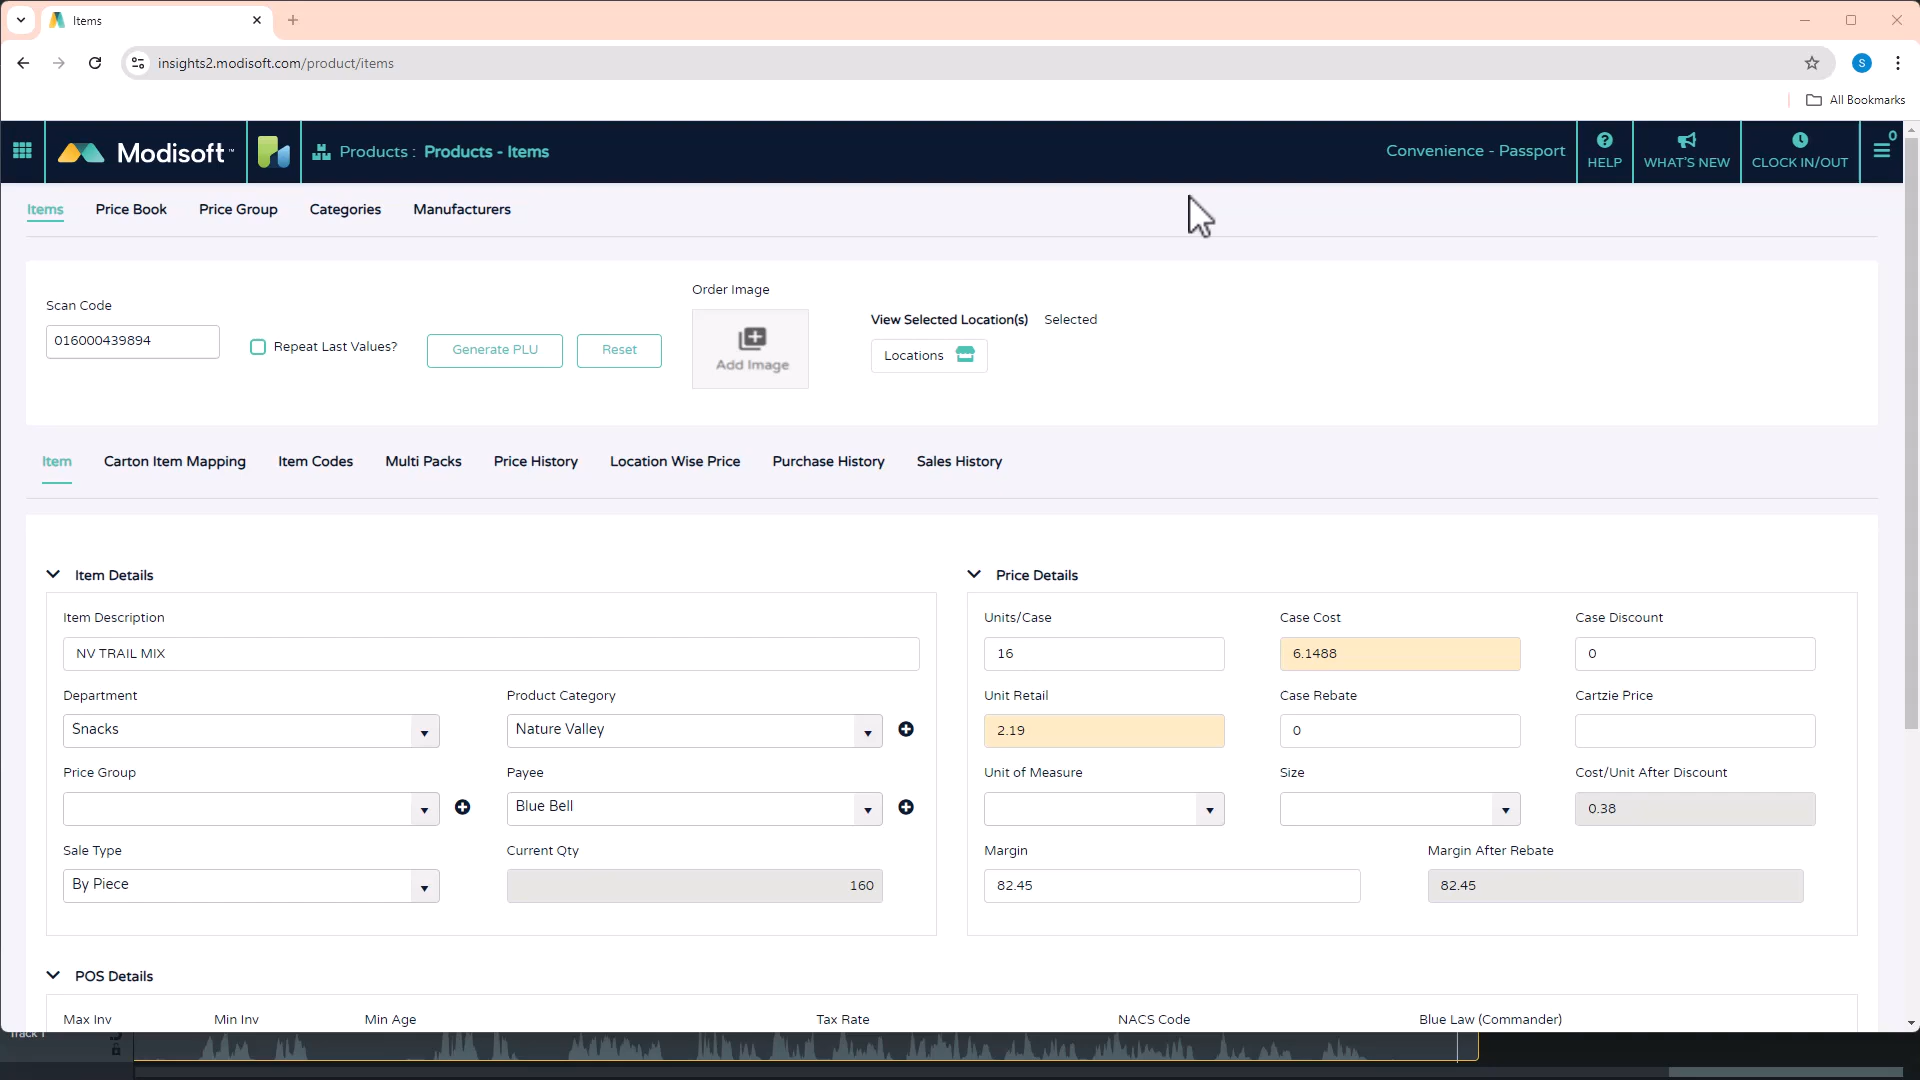 Items
insights2.modisoft.com/product/items
S
All Bookmarks
Modisoft™
Products : Products - Items
Convenience - Passport
HELP
WHAT'S NEW
CLOCK IN/OUT
0
Items Price Book Price Group Categories Manufacturers
Order Image
Scan Code
View Selected Location(s) Selected
016000439894
Repeat Last Values?
Generate PLU
Reset
Add Image
Locations
Item Carton Item Mapping Item Codes Multi Packs Price History Location Wise Price Purchase History Sales History
Item Details
Item Description
NV TRAIL MIX
Department Product Category
Snacks Nature Valley
Price Group Payee
Blue Bell
Sale Type Current Qty
By Piece 160
Price Details
Units/Case Case Cost Case Discount
16 6.1488 0
Unit Retail Case Rebate Cartzie Price
2.19 0
Unit of Measure Size Cost/Unit After Discount
0.38
Margin Margin After Rebate
82.45 82.45
POS Details
Max Inv Min Inv Min Age Tax Rate NACS Code Blue Law (Commander)
Track 1